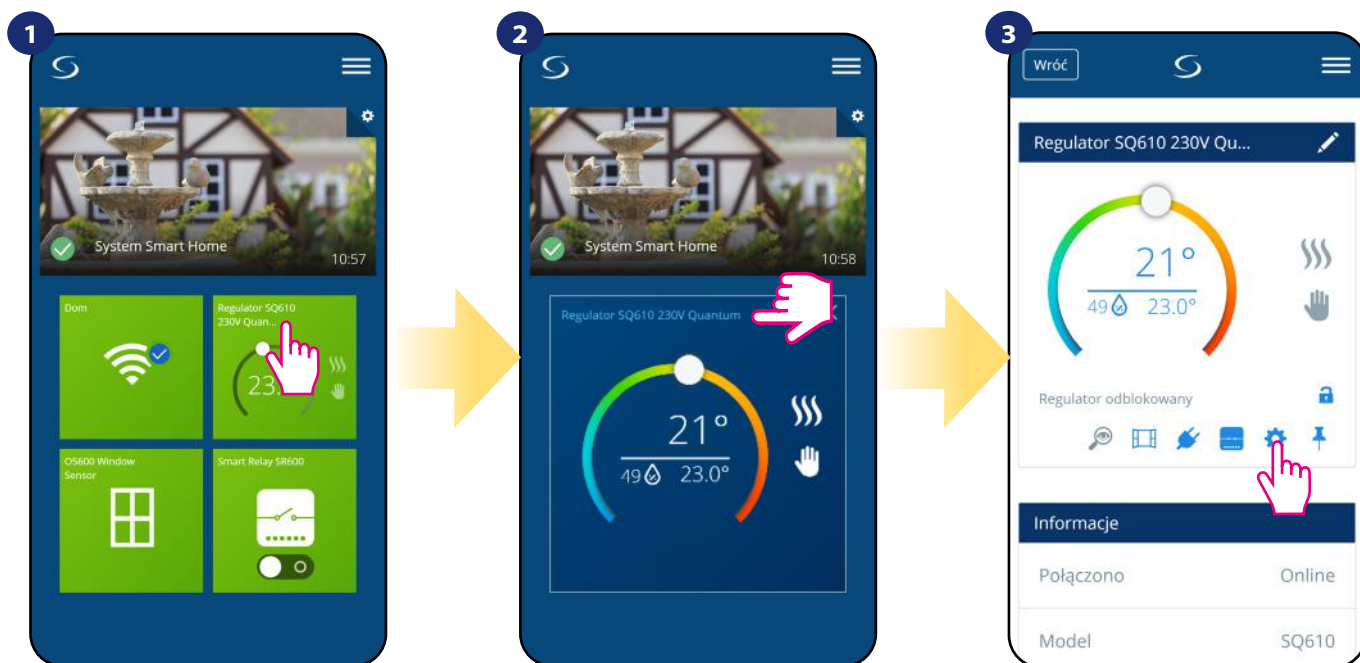 1
System Smart Home
10:57
Dom
Regulator SQ610
230V Quan...
23.
OS600 Window
Sensor
Smart Relay SR600
2
System Smart Home
10:58
Regulator SQ610 230V Quantum
21°
49
23.0°
3
Wróć
Regulator SQ610 230V Qu...
21°
49
23.0°
Regulator odblokowany
Informacje
Połączono
Online
Model
SQ610